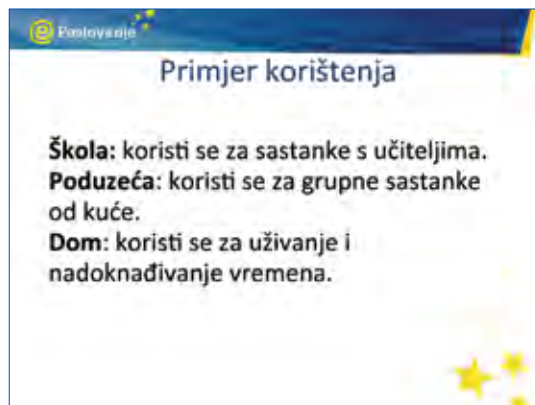 e Poslovanje
Primjer korištenja
Škola: koristi se za sastanke s učiteljima.
Poduzeća: koristi se za grupne sastanke
od kuće.
Dom: koristi se za uživanje i
nadoknađivanje vremena.